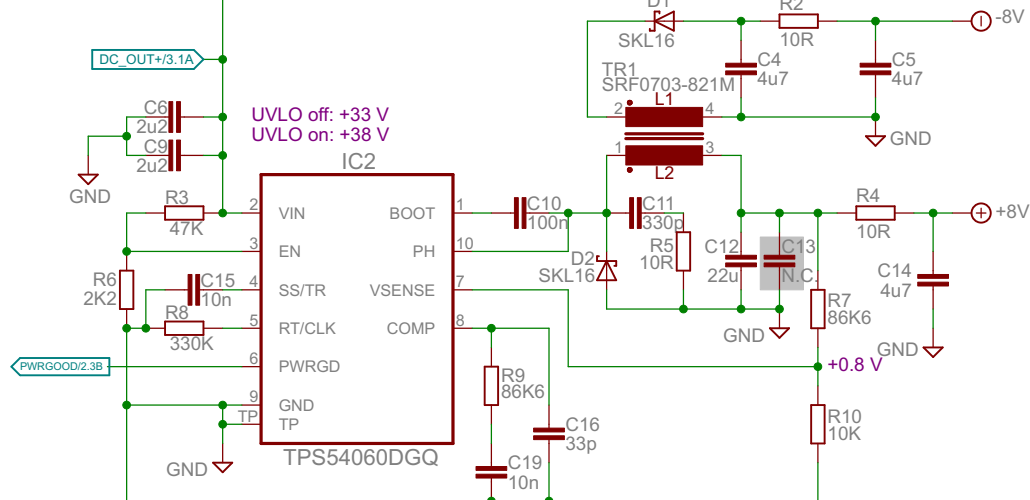 D1
SKL16
R2
10R
-8V
DC_OUT+/3.1A
C4
4u7
C5
4u7
TR1
SRF0703-821M
L1
2
4
GND
C6
2u2
C9
2u2
GND
UVLO off: +33 V
UVLO on: +38 V
IC2
1
3
L2
R3
47K
2
VIN
BOOT
1
C10
100n
C11
330p
R4
10R
+8V
3
EN
PH
10
R5
10R
C12
22u
C13
N.C.
R6
2K2
C15
10n
4
SS/TR
VSENSE
7
D2
SKL16
C14
4u7
R7
86K6
R8
330K
5
RT/CLK
COMP
8
GND
GND
PWRGOOD/2.3B
6
PWRGD
+0.8 V
R9
86K6
9
GND
TP
TP
C16
33p
R10
10K
GND
TPS54060DGQ
C19
10n